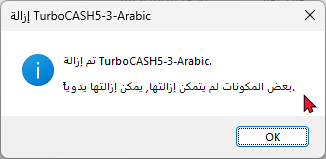 إزالة TurboCASH5-3-Arabic
تم إزالة TurboCASH5-3-Arabic.
بعض المكونات لم يتمكن إزالتها, يمكن إزالتها يدوياً.
OK